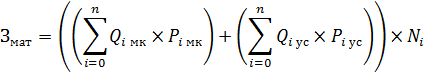 З_мат = ((∑_{i=0}^{n} Q_{i мк} × P_{i мк}) + (∑_{i=0}^{n} Q_{i ус} × P_{i ус})) × N_i